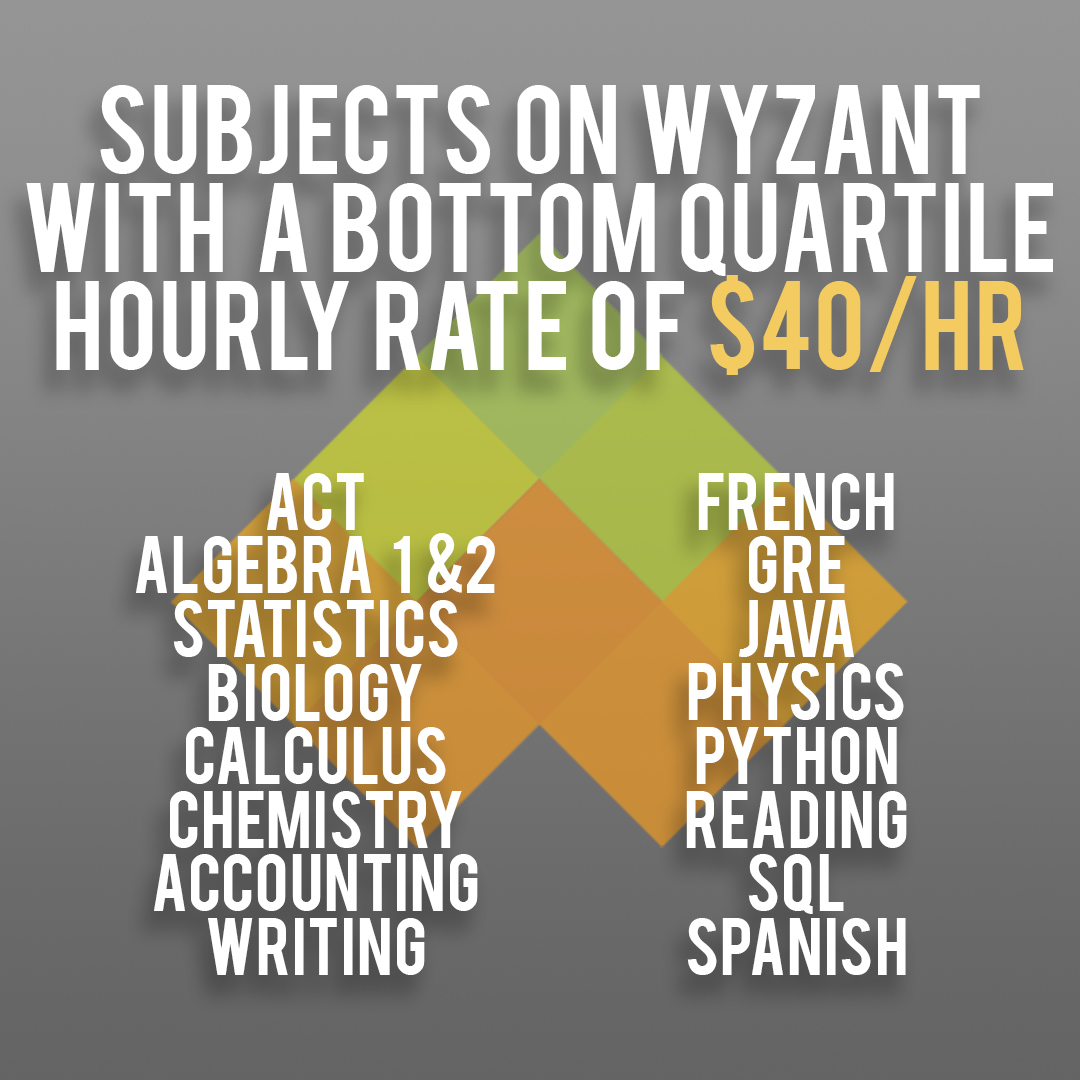 SUBJECTS ON WYZANT
WITH A BOTTOM QUARTILE
HOURLY RATE OF $40/HR
ACT
ALGEBRA 1&2
STATISTICS
BIOLOGY
CALCULUS
CHEMISTRY
ACCOUNTING
WRITING
FRENCH
GRE
JAVA
PHYSICS
PYTHON
READING
SQL
SPANISH